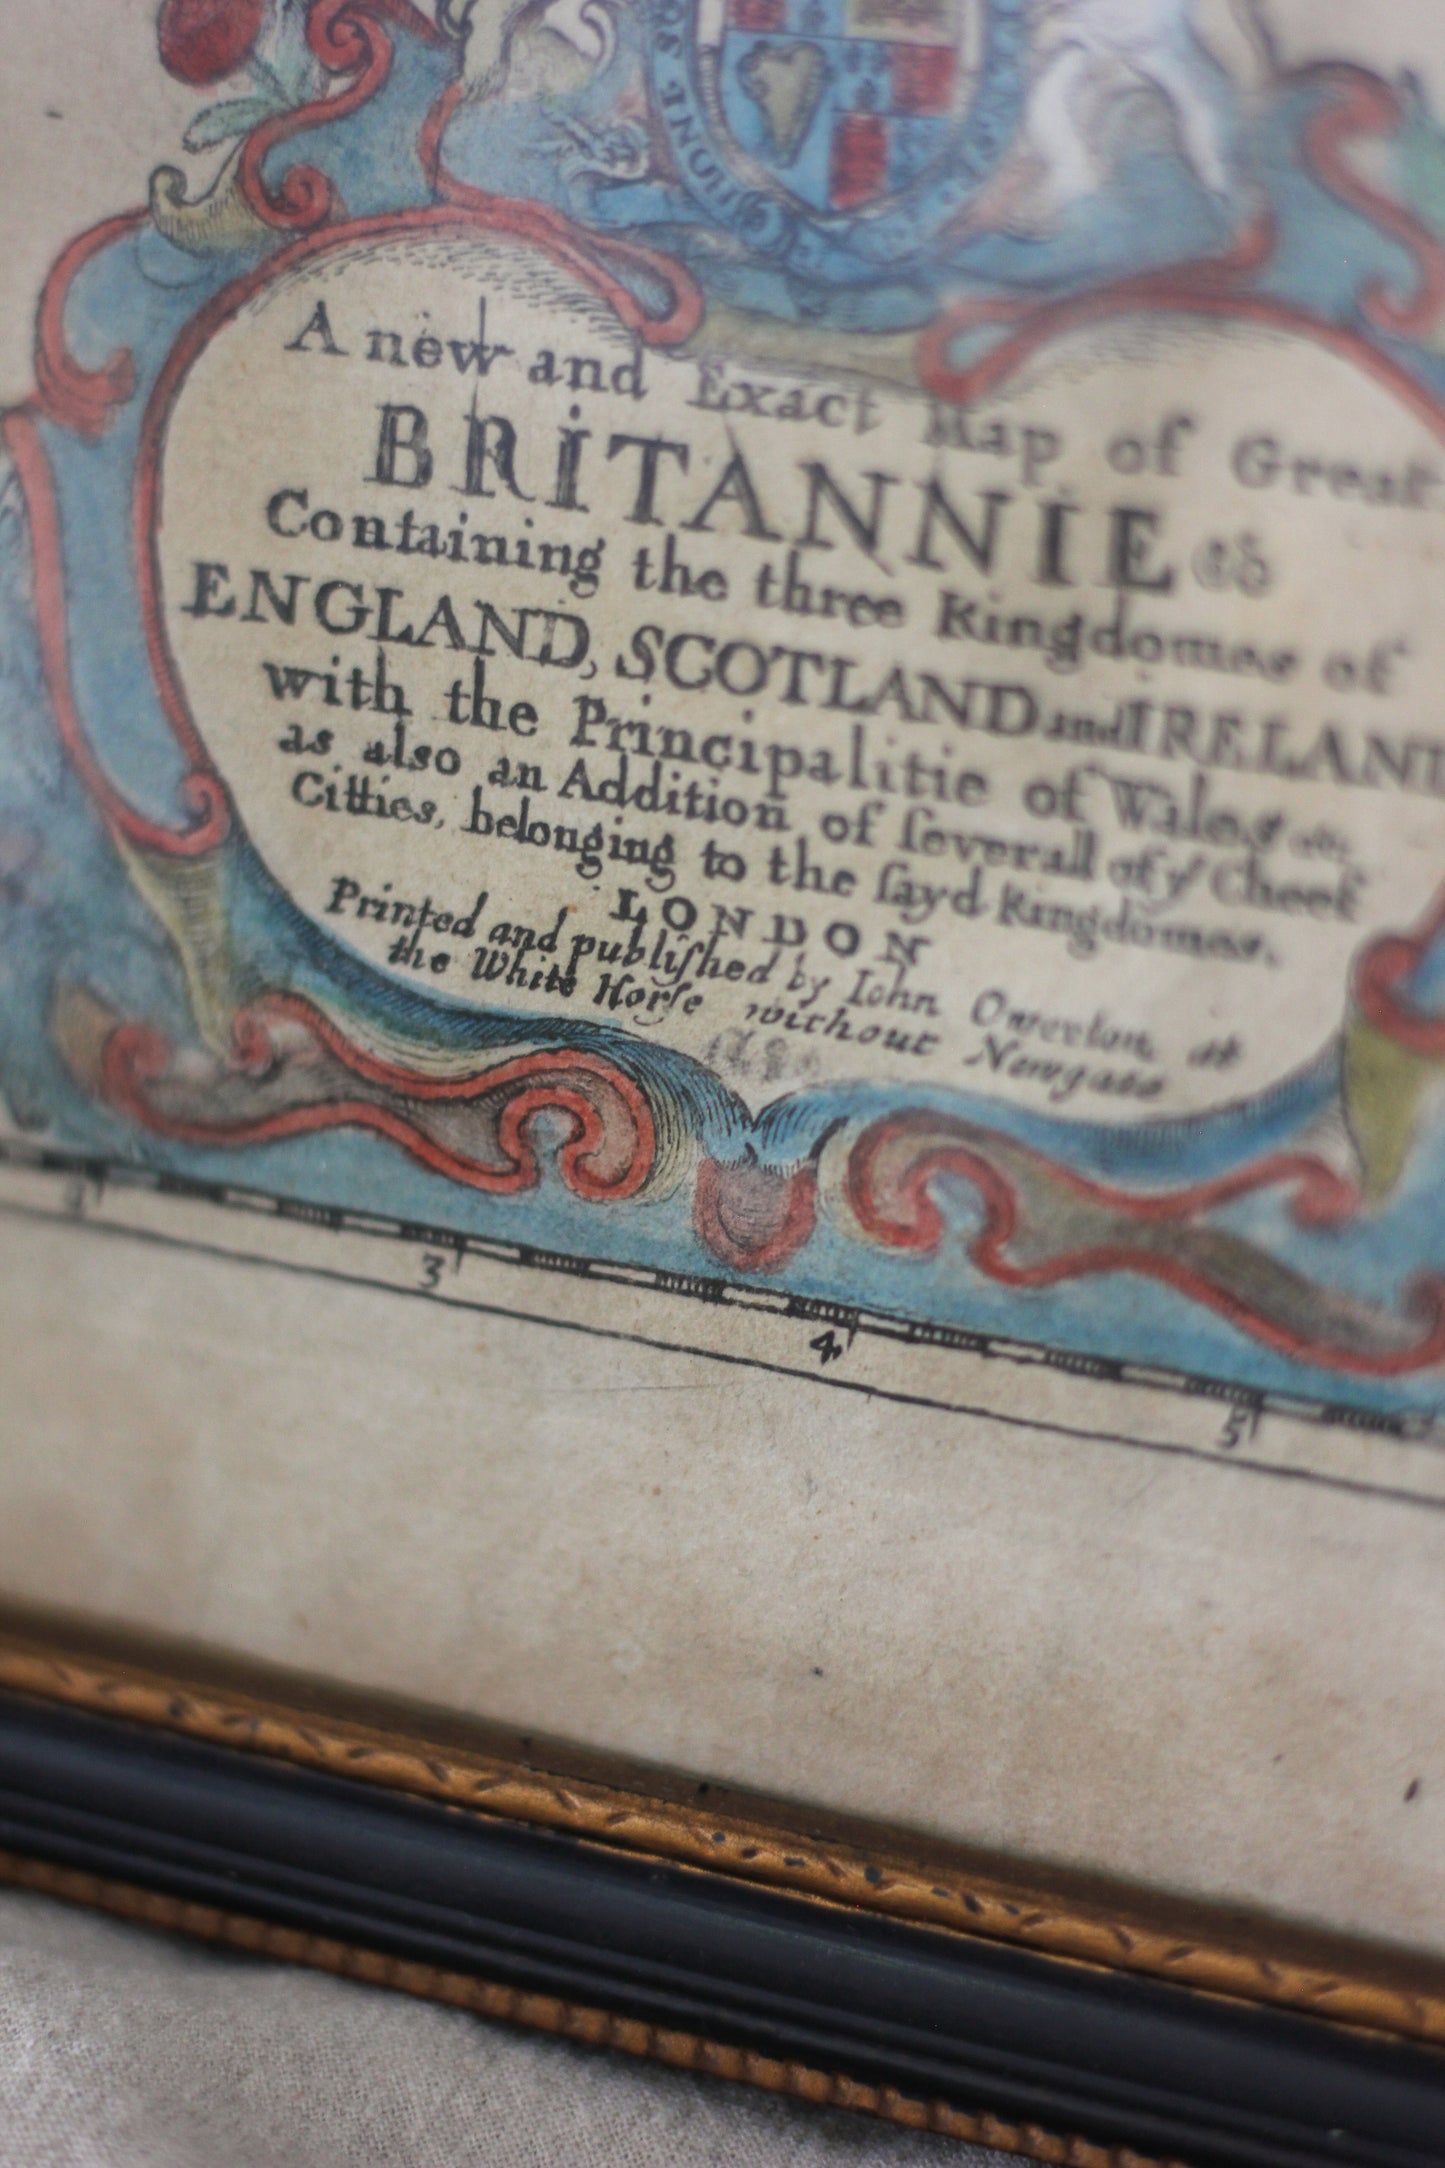 A new and Exact Map of Great
BRITANNIE &
Containing the three Kingdomes of
ENGLAND, SCOTLAND and IRELAND
with the Principalitie of Wales &c
as also an Addition of ſeverall of yᵉ Cheef
Citties, belonging to the ſayd Kingdomes.
LONDON
Printed and publiſhed by Iohn Overton, at
the White Horſe without Newgate
3 4 5